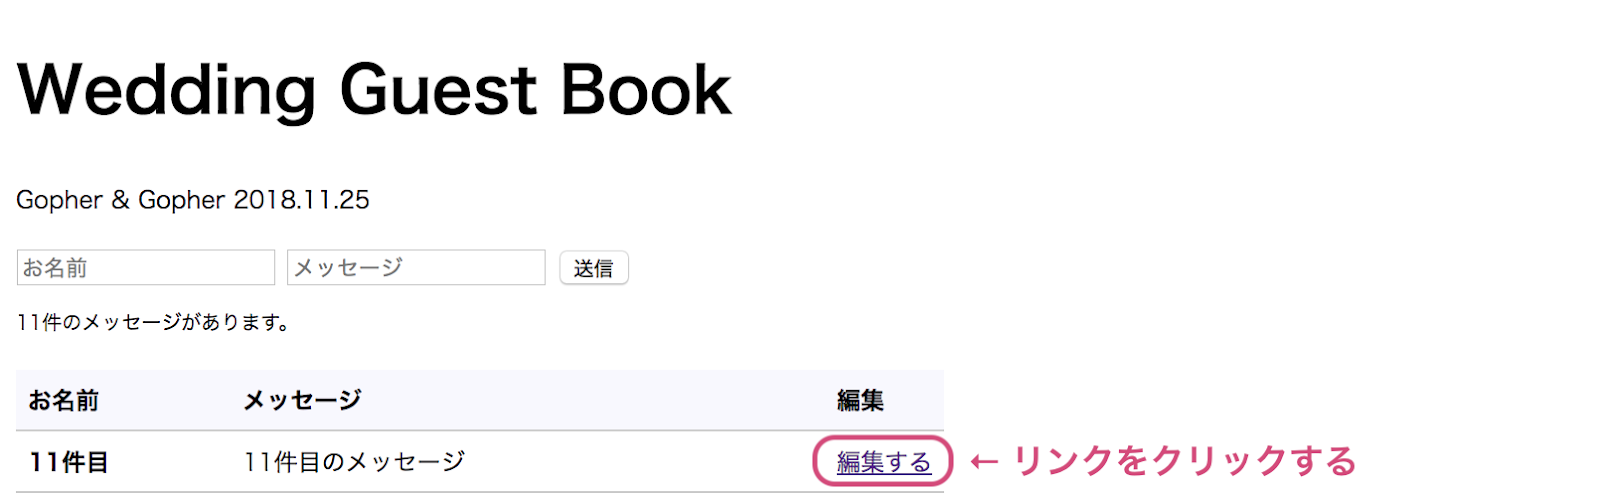 Wedding Guest Book
Gopher & Gopher 2018.11.25
お名前 メッセージ 送信
11件のメッセージがあります。
お名前 メッセージ 編集
11件目 11件目のメッセージ 編集する ← リンクをクリックする